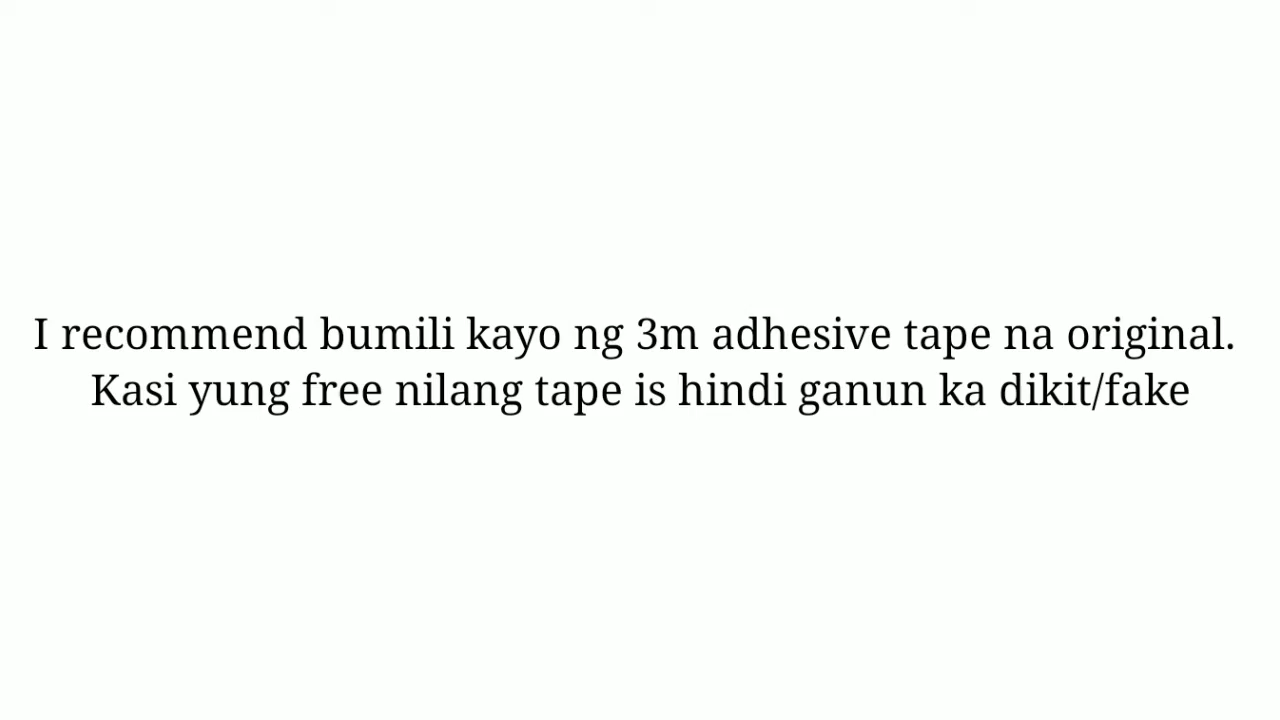 I recommend bumili kayo ng 3m adhesive tape na original.
Kasi yung free nilang tape is hindi ganun ka dikit/fake